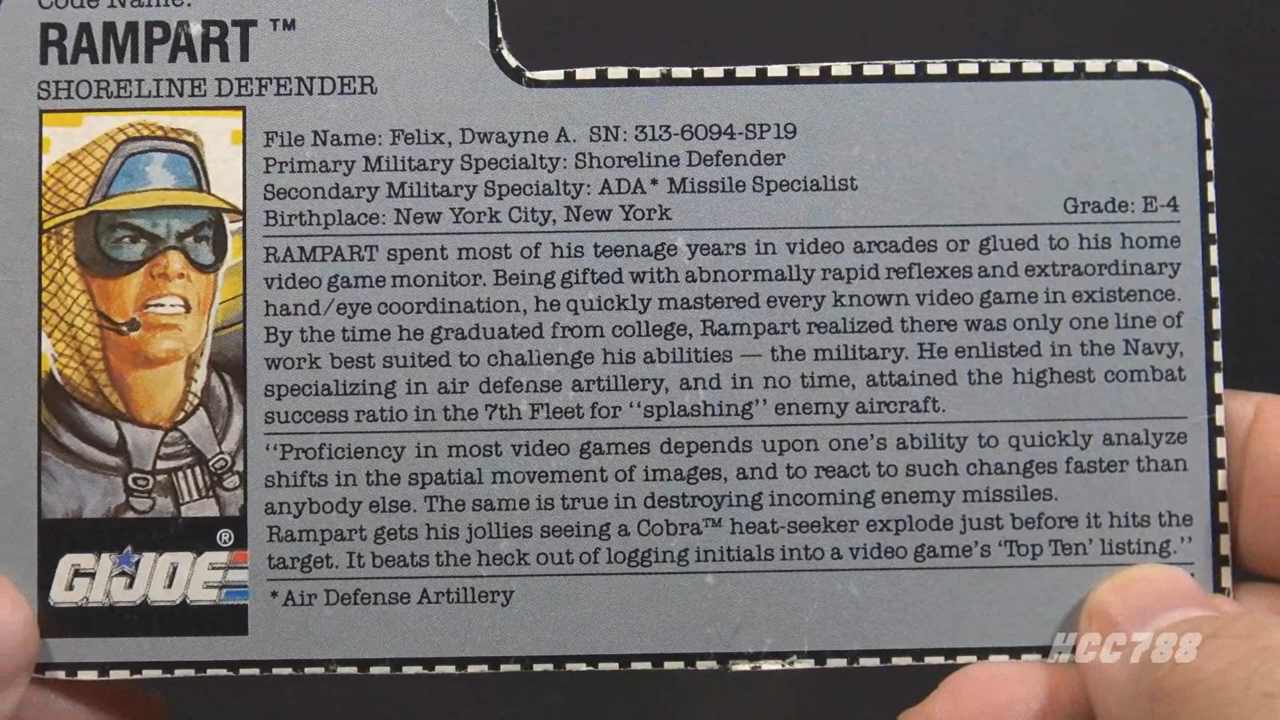 Code Name:
RAMPART ™
SHORELINE DEFENDER
File Name: Felix, Dwayne A. SN: 313-6094-SP19
Primary Military Specialty: Shoreline Defender
Secondary Military Specialty: ADA* Missile Specialist
Birthplace: New York City, New York
Grade: E-4
RAMPART spent most of his teenage years in video arcades or glued to his home
video game monitor. Being gifted with abnormally rapid reflexes and extraordinary
hand/eye coordination, he quickly mastered every known video game in existence.
By the time he graduated from college, Rampart realized there was only one line of
work best suited to challenge his abilities — the military. He enlisted in the Navy,
specializing in air defense artillery, and in no time, attained the highest combat
success ratio in the 7th Fleet for "splashing" enemy aircraft.
"Proficiency in most video games depends upon one's ability to quickly analyze
shifts in the spatial movement of images, and to react to such changes faster than
anybody else. The same is true in destroying incoming enemy missiles.
Rampart gets his jollies seeing a Cobra™ heat-seeker explode just before it hits the
target. It beats the heck out of logging initials into a video game's 'Top Ten' listing."
*Air Defense Artillery
GI JOE ®
HCC788